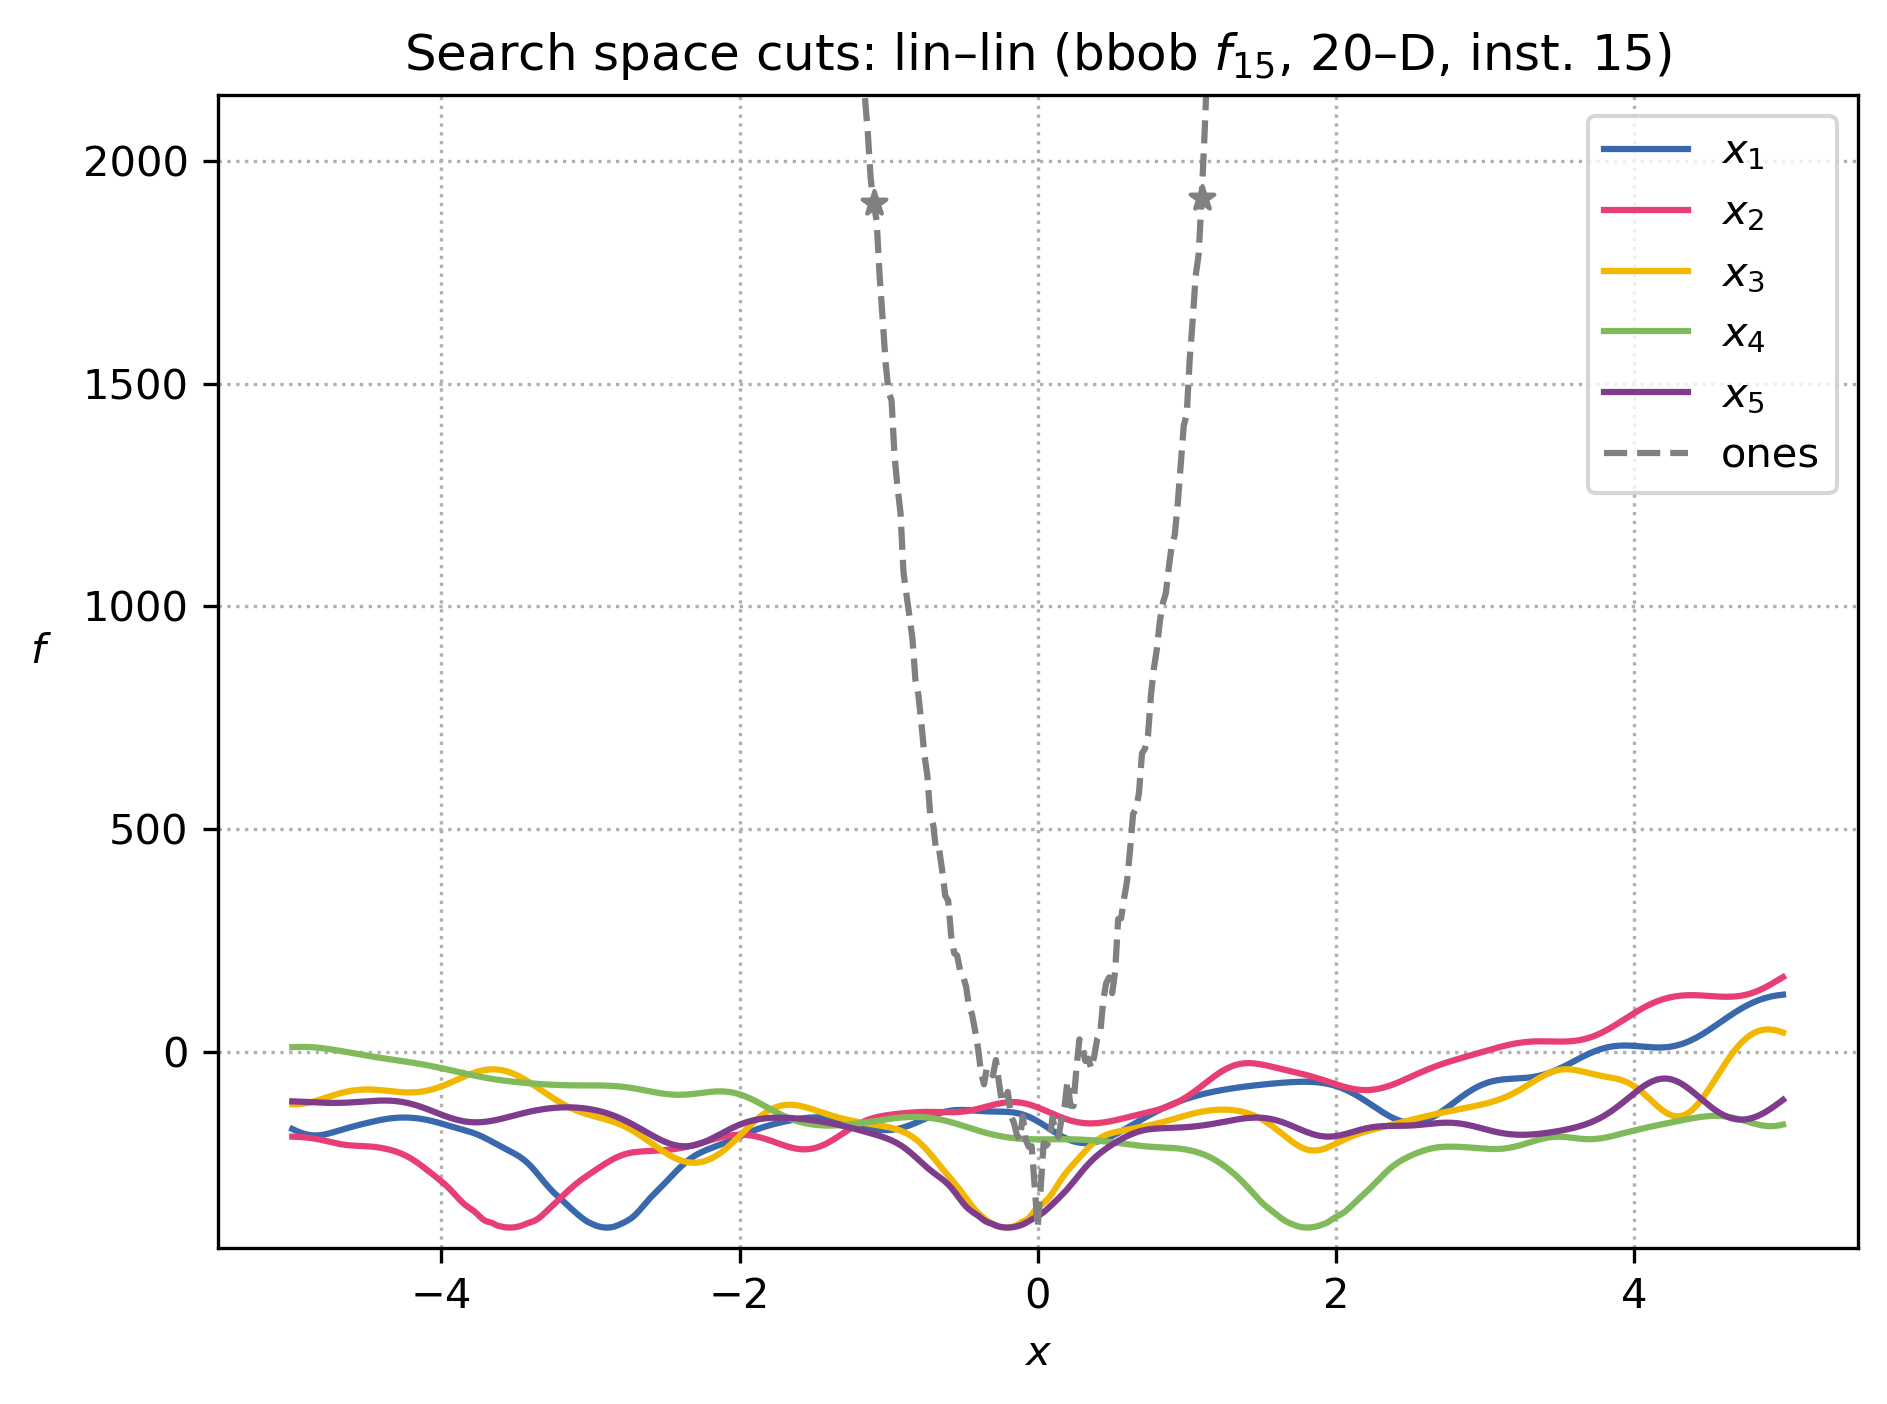 Search space cuts: lin–lin (bbob f15, 20–D, inst. 15)
2000
1500
1000
500
0
f
−4
−2
0
2
4
x
x1
x2
x3
x4
x5
ones